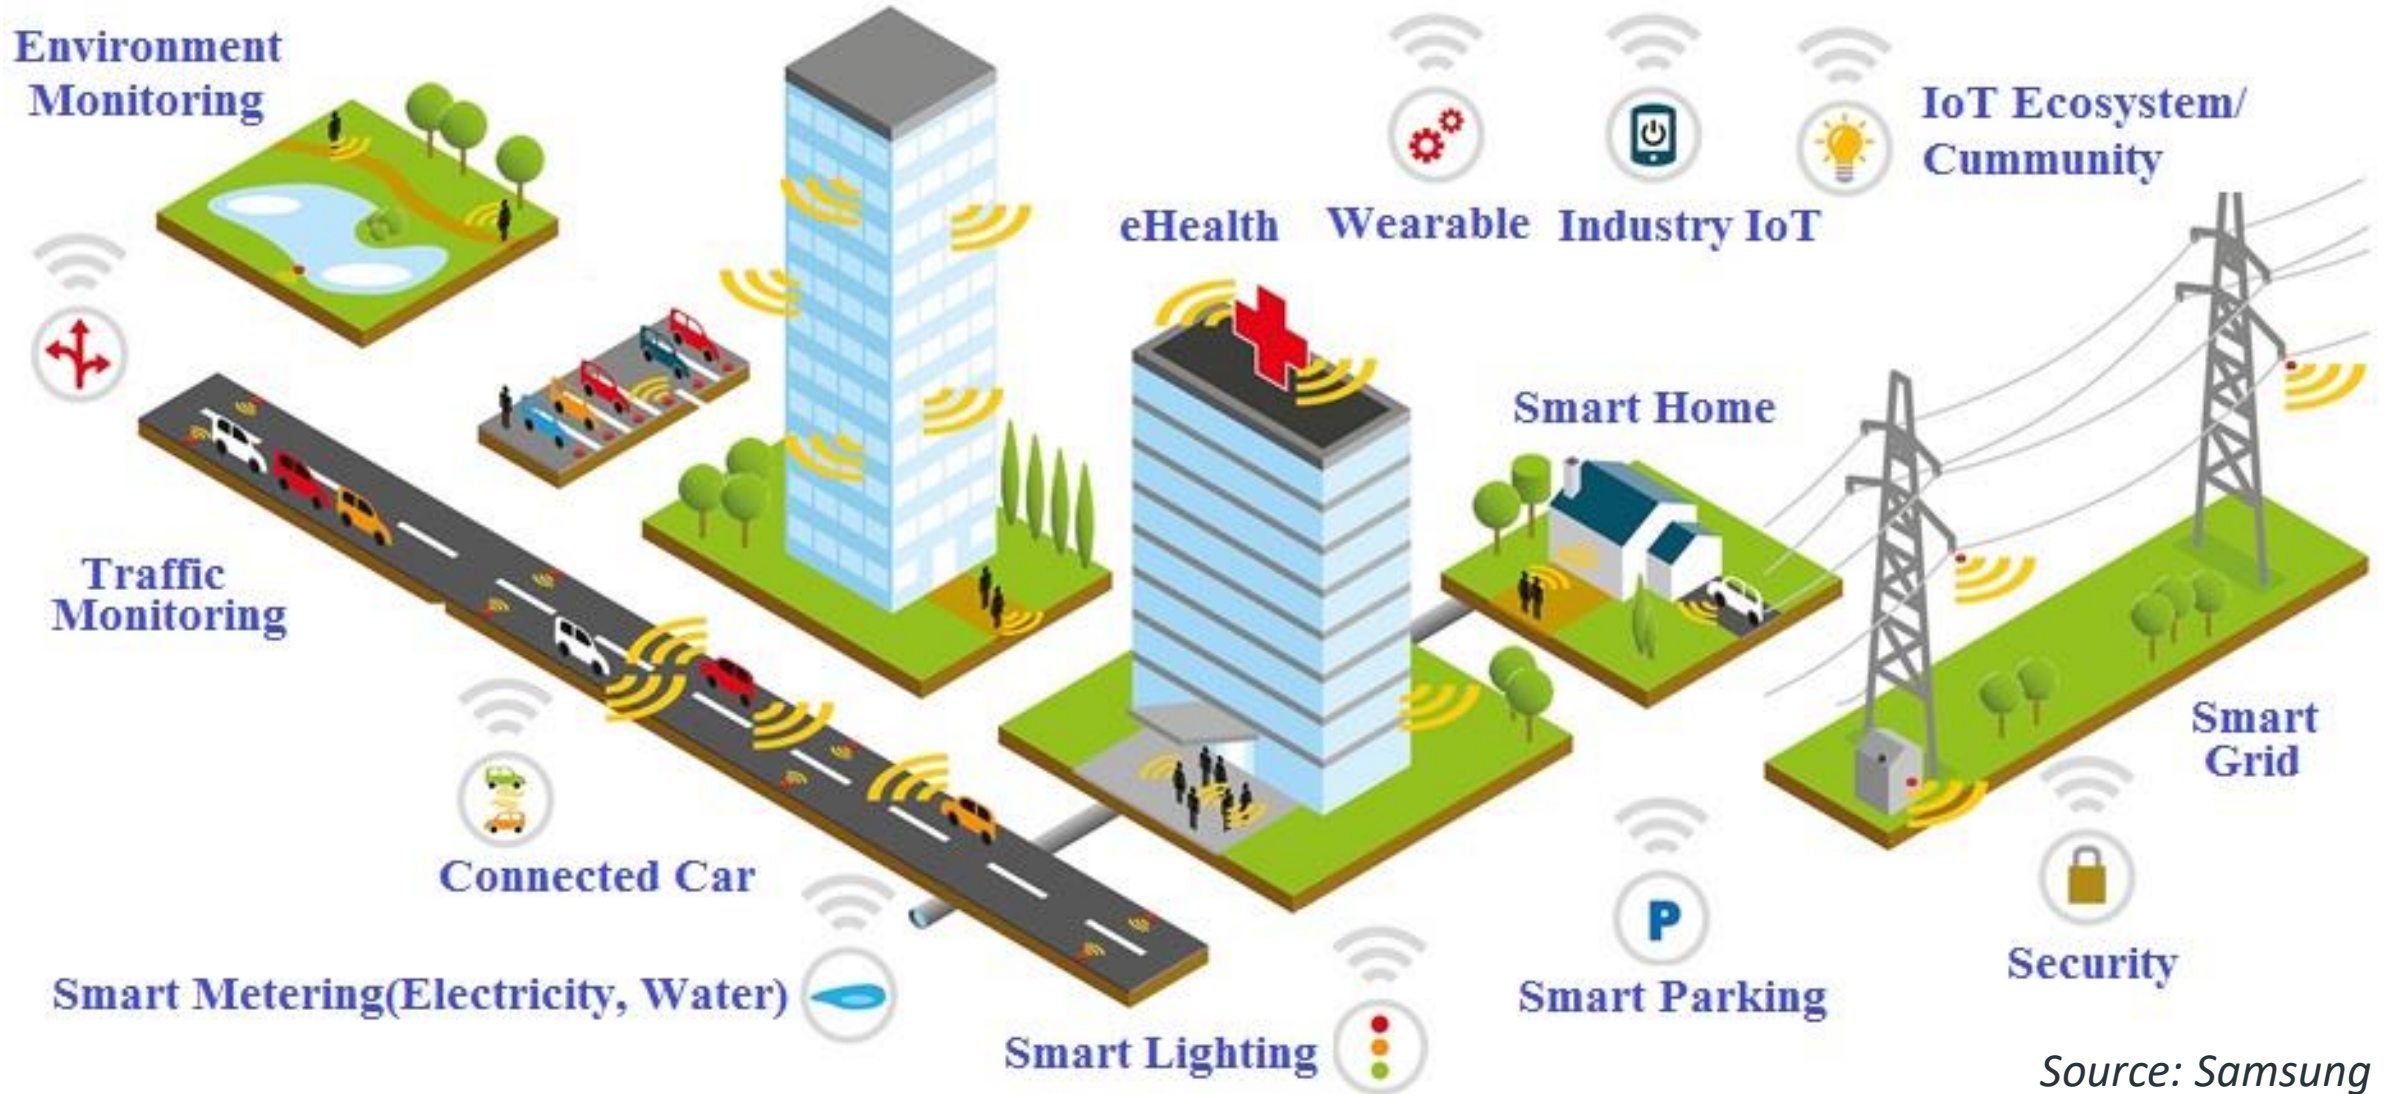 Environment
Monitoring
IoT Ecosystem/
Cummunity
eHealth
Wearable
Industry IoT
Smart Home
Traffic
Monitoring
Smart
Grid
Connected Car
P
Security
Smart Metering(Electricity, Water)
Smart Parking
Smart Lighting
Source: Samsung